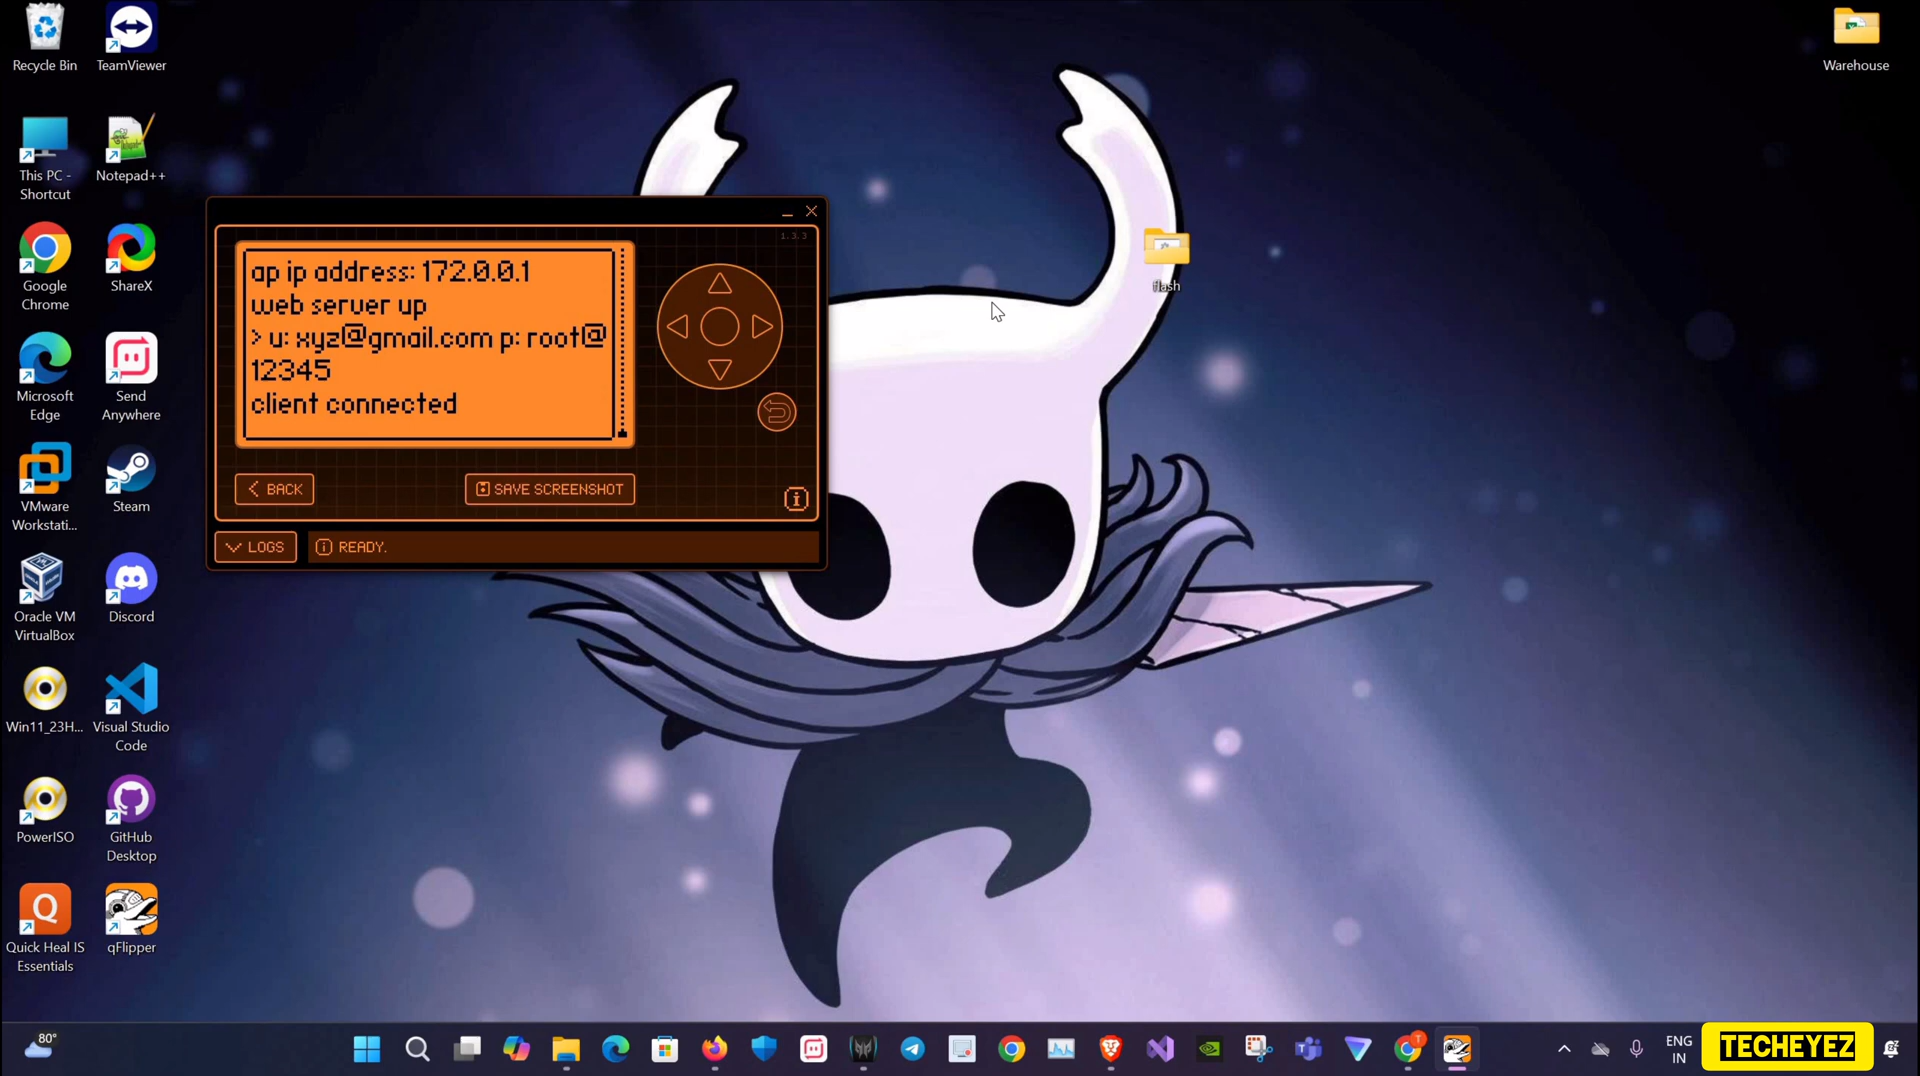 Recycle Bin
TeamViewer
Warehouse
This PC -
Shortcut
Notepad++
1.3.3
ap ip address: 172.0.0.1
web server up
> u: xyz@gmail.com p: root@
12345
client connected
BACK
SAVE SCREENSHOT
LOGS
READY.
flash
Google
Chrome
ShareX
Microsoft
Edge
Send
Anywhere
VMware
Workstati...
Steam
Oracle VM
VirtualBox
Discord
Win11_23H...
Visual Studio
Code
PowerISO
GitHub
Desktop
Quick Heal IS
Essentials
qFlipper
80°
ENG
IN
TECHEYEZ